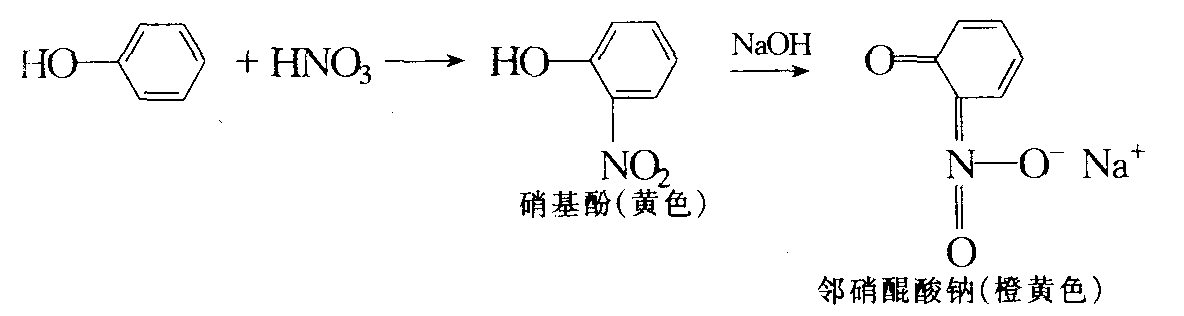 HO + HNO₃ → HO NO₂ NaOH → O N—O⁻ Na⁺ O
硝基酚(黄色)
邻硝醌酸钠(橙黄色)